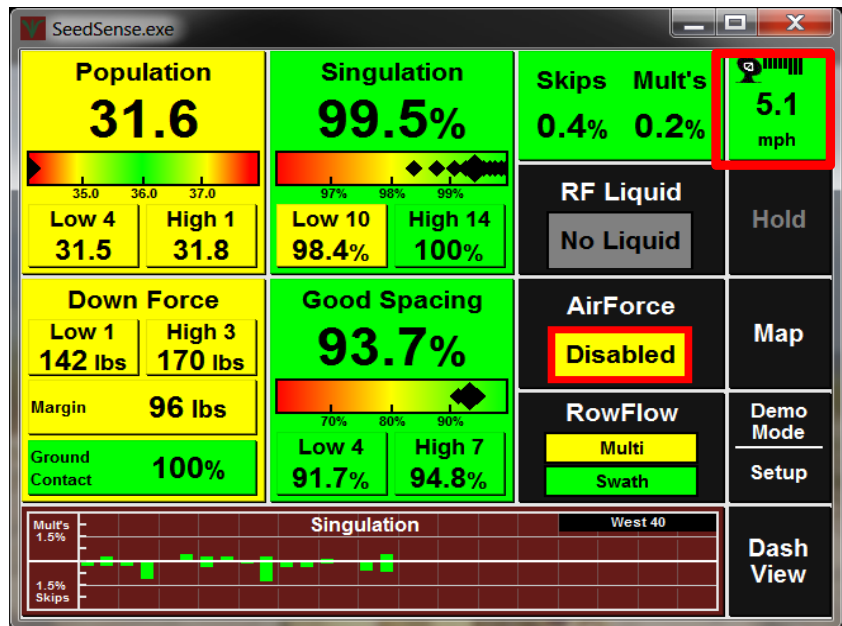 SeedSense.exe
Population
31.6
35.0 36.0 37.0
Low 4
31.5
High 1
31.8
Singulation
99.5%
97% 98% 99%
Low 10
98.4%
High 14
100%
Skips Mult's
0.4% 0.2%
5.1
mph
RF Liquid
No Liquid
Hold
Down Force
Low 1
142 lbs
High 3
170 lbs
Margin 96 lbs
Ground
Contact 100%
Good Spacing
93.7%
70% 80% 90%
Low 4
91.7%
High 7
94.8%
AirForce
Disabled
Map
RowFlow
Multi
Swath
Demo
Mode
Setup
Singulation
West 40
Mult's
1.5%
1.5%
Skips
Dash
View